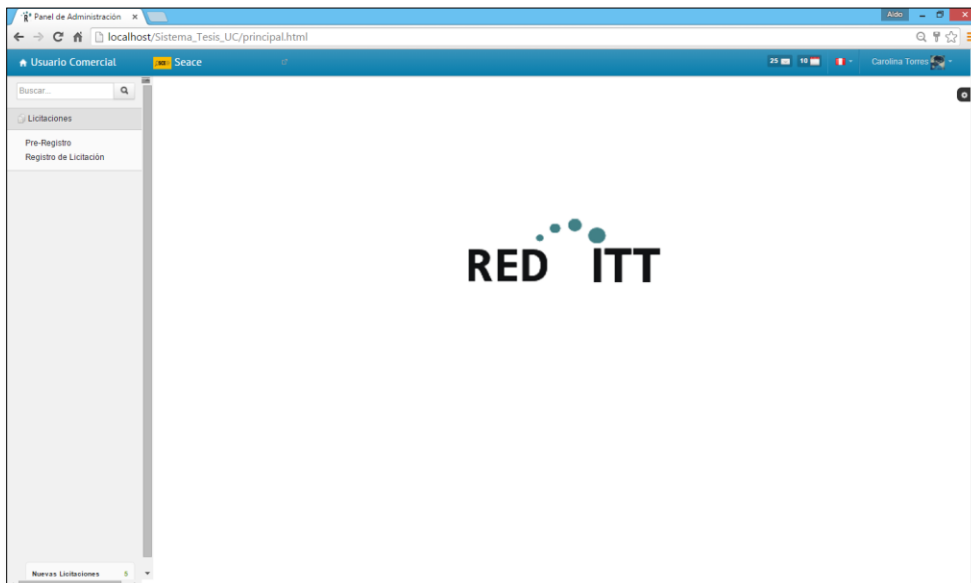 Panel de Administración
Aldo
localhost/Sistema_Tesis_UC/principal.html
Usuario Comercial
Seace
25
10
Carolina Torres
Buscar...
Licitaciones
Pre-Registro
Registro de Licitación
RED ITT
Nuevas Licitaciones 5